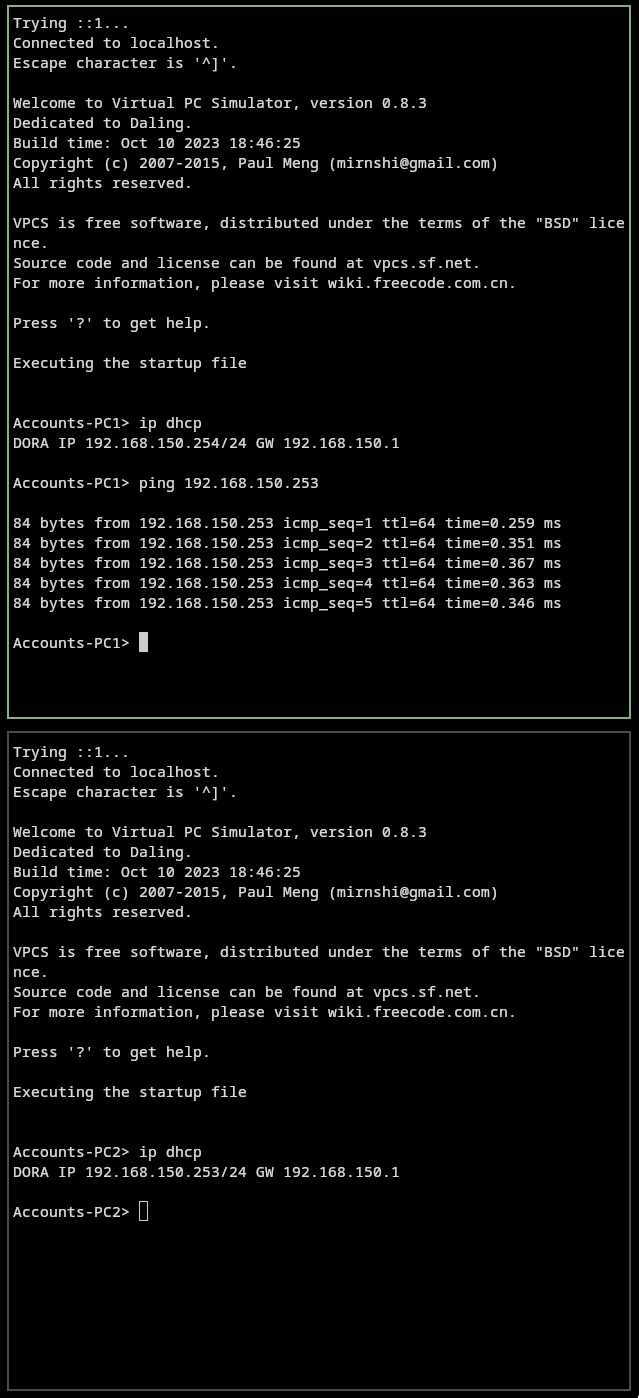 Trying ::1...
Connected to localhost.
Escape character is '^]'.
Welcome to Virtual PC Simulator, version 0.8.3
Dedicated to Daling.
Build time: Oct 10 2023 18:46:25
Copyright (c) 2007-2015, Paul Meng (mirnshi@gmail.com)
All rights reserved.
VPCS is free software, distributed under the terms of the "BSD" lice
nce.
Source code and license can be found at vpcs.sf.net.
For more information, please visit wiki.freecode.com.cn.
Press '?' to get help.
Executing the startup file
Accounts-PC1> ip dhcp
DORA IP 192.168.150.254/24 GW 192.168.150.1
Accounts-PC1> ping 192.168.150.253
84 bytes from 192.168.150.253 icmp_seq=1 ttl=64 time=0.259 ms
84 bytes from 192.168.150.253 icmp_seq=2 ttl=64 time=0.351 ms
84 bytes from 192.168.150.253 icmp_seq=3 ttl=64 time=0.367 ms
84 bytes from 192.168.150.253 icmp_seq=4 ttl=64 time=0.363 ms
84 bytes from 192.168.150.253 icmp_seq=5 ttl=64 time=0.346 ms
Accounts-PC1>
Trying ::1...
Connected to localhost.
Escape character is '^]'.
Welcome to Virtual PC Simulator, version 0.8.3
Dedicated to Daling.
Build time: Oct 10 2023 18:46:25
Copyright (c) 2007-2015, Paul Meng (mirnshi@gmail.com)
All rights reserved.
VPCS is free software, distributed under the terms of the "BSD" lice
nce.
Source code and license can be found at vpcs.sf.net.
For more information, please visit wiki.freecode.com.cn.
Press '?' to get help.
Executing the startup file
Accounts-PC2> ip dhcp
DORA IP 192.168.150.253/24 GW 192.168.150.1
Accounts-PC2>